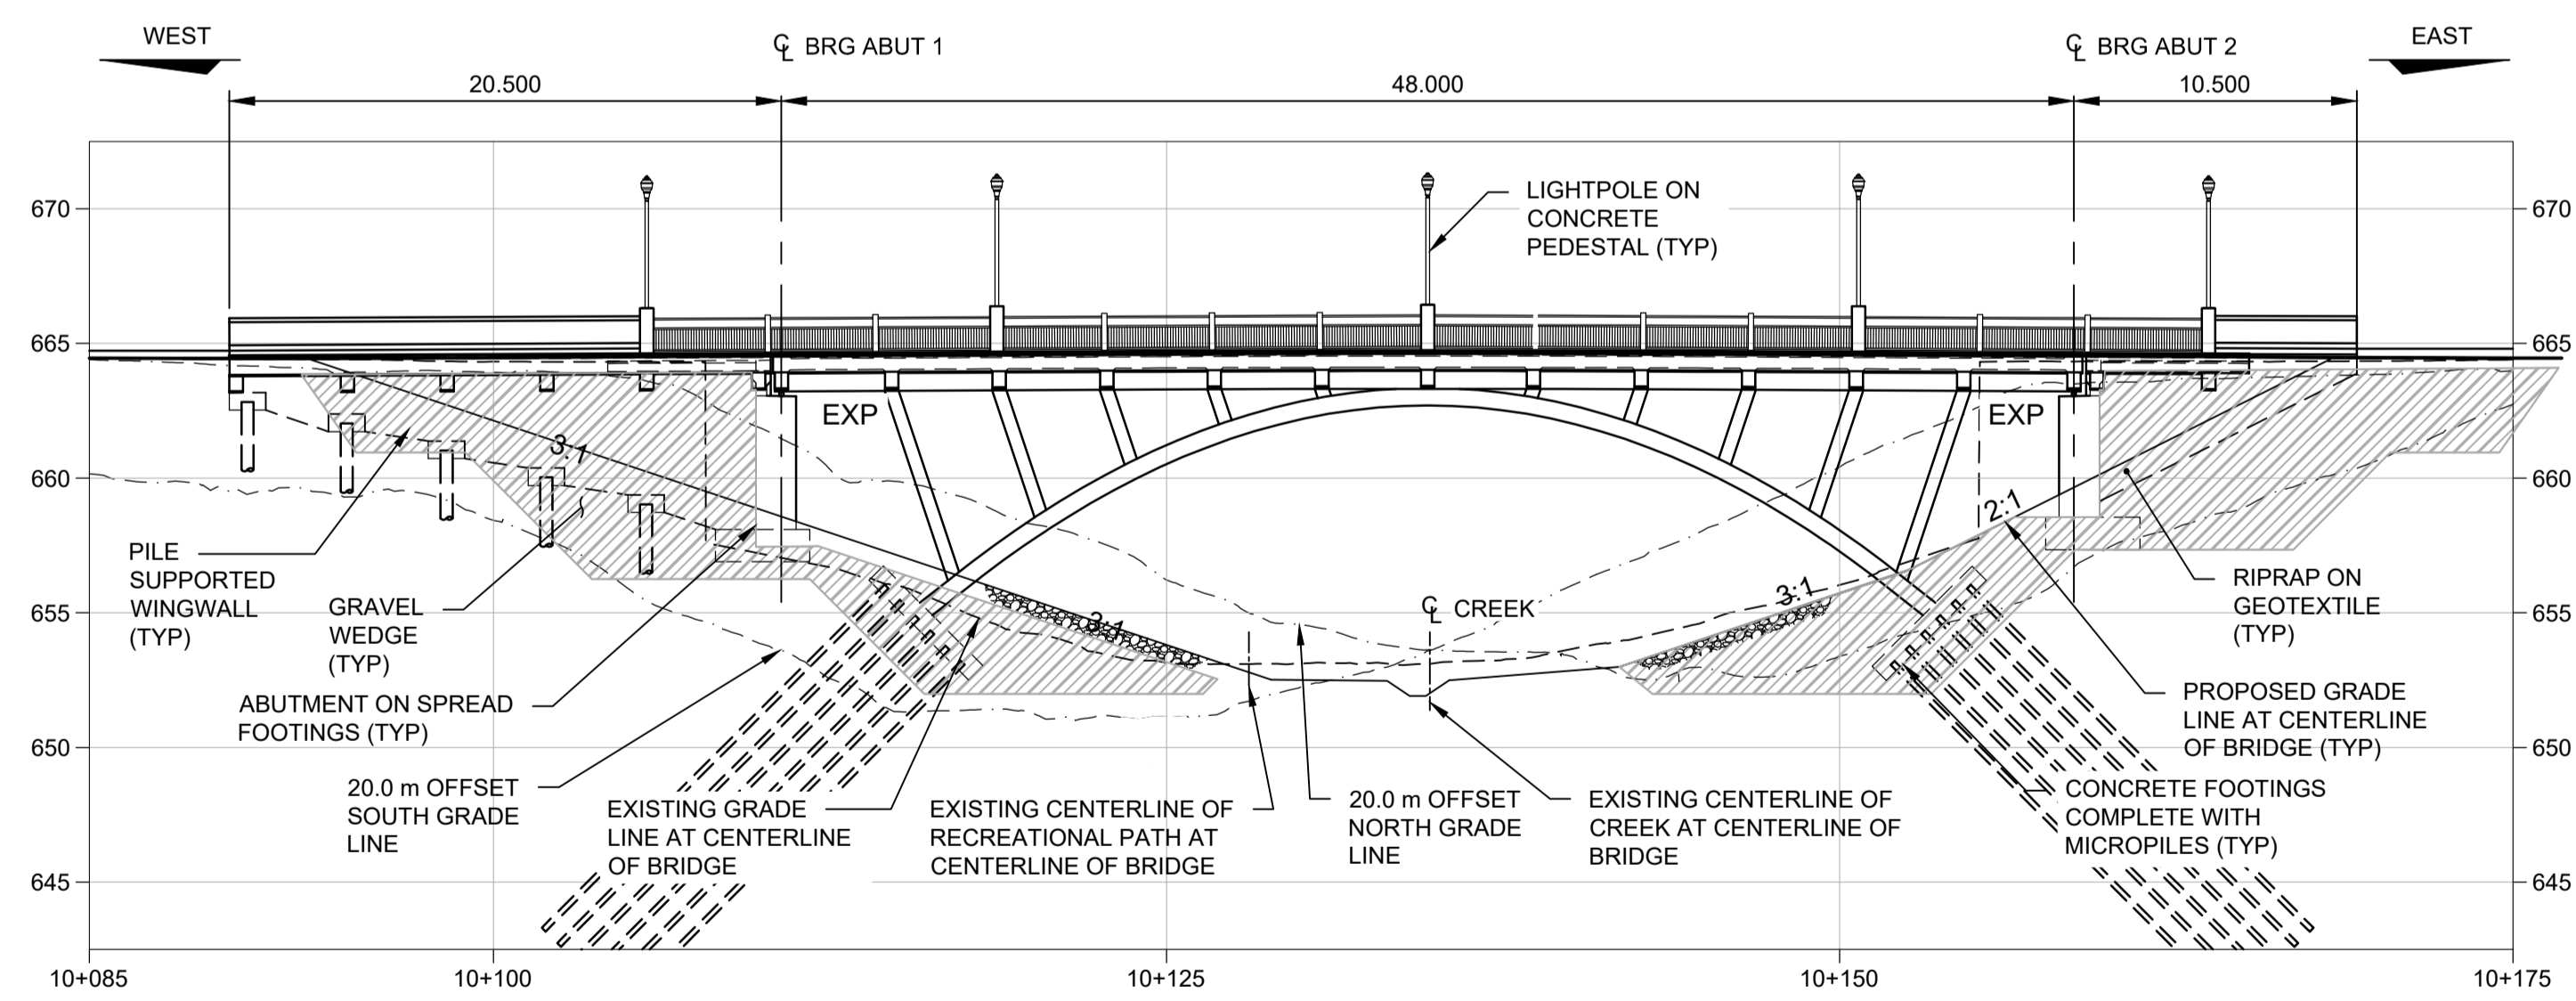 WEST
℄ BRG ABUT 1
℄ BRG ABUT 2
EAST
20.500
48.000
10.500
670
670
LIGHTPOLE ON
CONCRETE
PEDESTAL (TYP)
665
665
EXP
EXP
3:1
660
660
2:1
PILE
SUPPORTED
WINGWALL
(TYP)
GRAVEL
WEDGE
(TYP)
655
655
3:1
℄ CREEK
3:1
RIPRAP ON
GEOTEXTILE
(TYP)
ABUTMENT ON SPREAD
FOOTINGS (TYP)
PROPOSED GRADE
LINE AT CENTERLINE
OF BRIDGE (TYP)
650
650
20.0 m OFFSET
SOUTH GRADE
LINE
EXISTING GRADE
LINE AT CENTERLINE
OF BRIDGE
EXISTING CENTERLINE OF
RECREATIONAL PATH AT
CENTERLINE OF BRIDGE
20.0 m OFFSET
NORTH GRADE
LINE
EXISTING CENTERLINE OF
CREEK AT CENTERLINE OF
BRIDGE
CONCRETE FOOTINGS
COMPLETE WITH
MICROPILES (TYP)
645
645
10+085
10+100
10+125
10+150
10+175